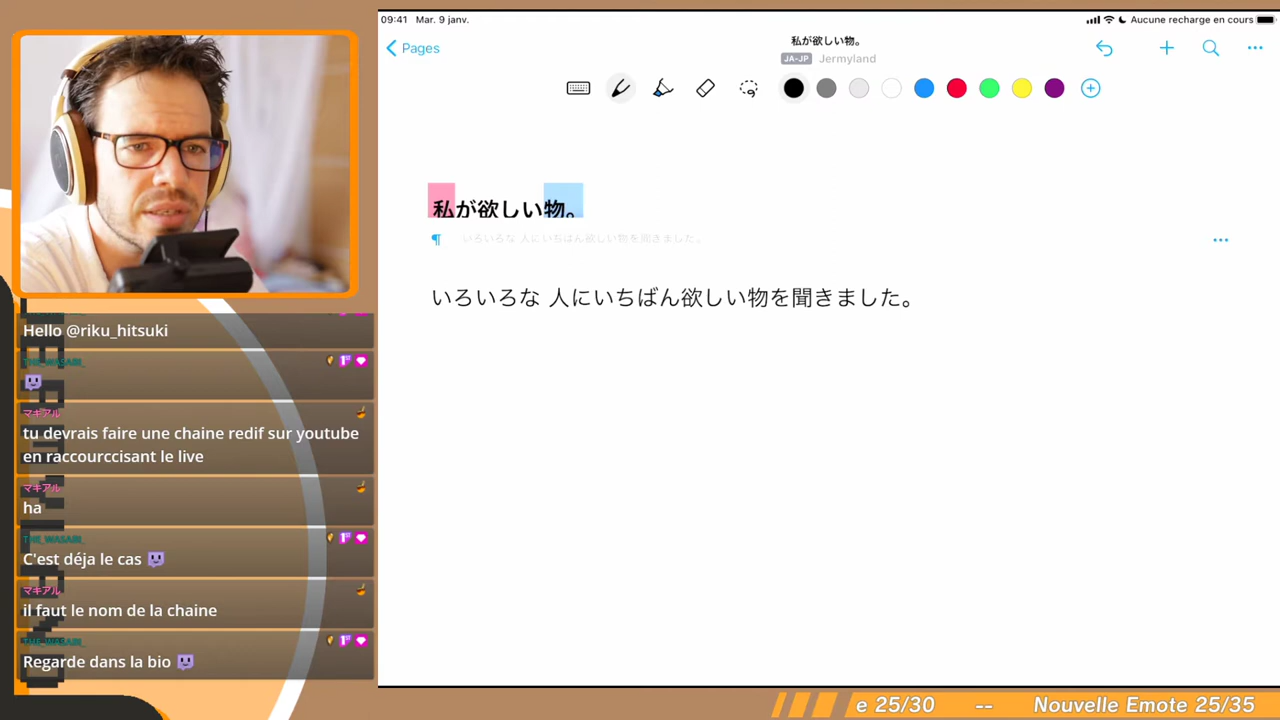 09:41 Mar. 9 janv.
Aucune recharge en cours
Pages
私が欲しい物。
JA-JP Jermyland
私が欲しい物。
¶ いろいろな 人にいちばん欲しい物を聞きました。
いろいろな 人にいちばん欲しい物を聞きました。
Hello @riku_hitsuki
THE_WASABI_
マキアル
tu devrais faire une chaine redif sur youtube
en raccourccisant le live
マキアル
ha
THE_WASABI_
C'est déja le cas
マキアル
il faut le nom de la chaine
THE_WASABI_
Regarde dans la bio
e 25/30 -- Nouvelle Emote 25/35